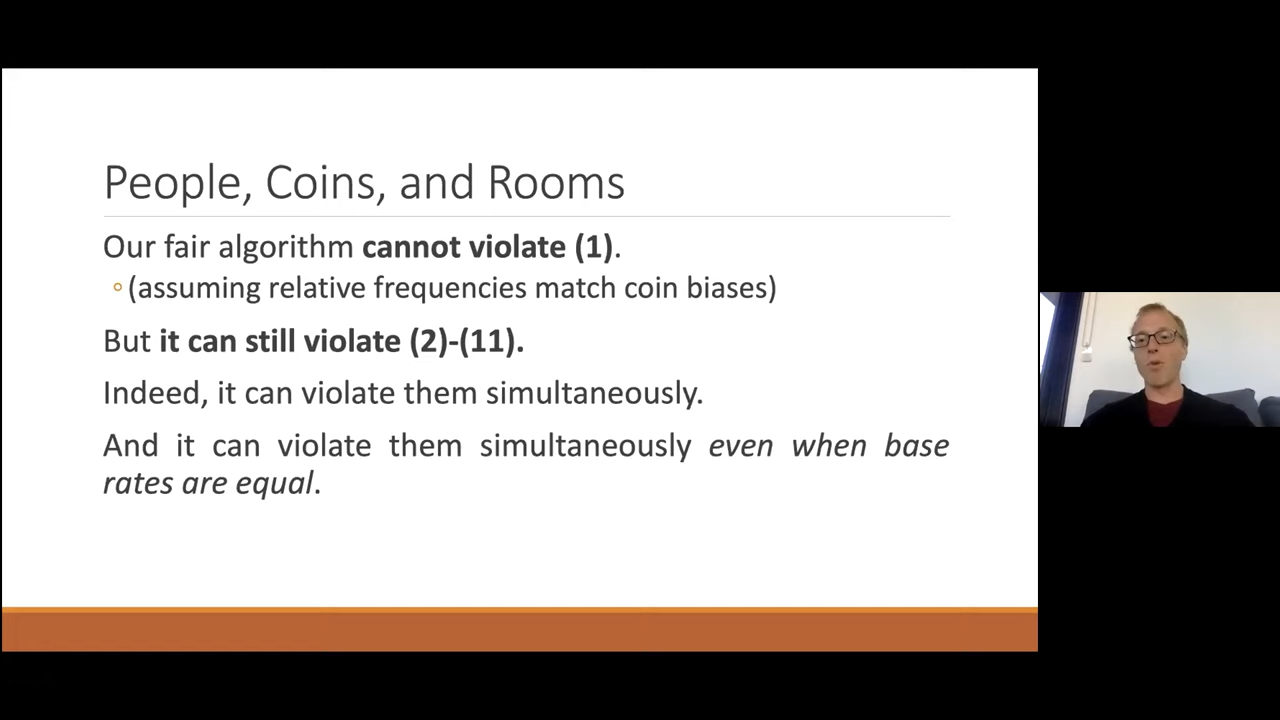 People, Coins, and Rooms
Our fair algorithm cannot violate (1).
◦(assuming relative frequencies match coin biases)
But it can still violate (2)-(11).
Indeed, it can violate them simultaneously.
And it can violate them simultaneously even when base
rates are equal.